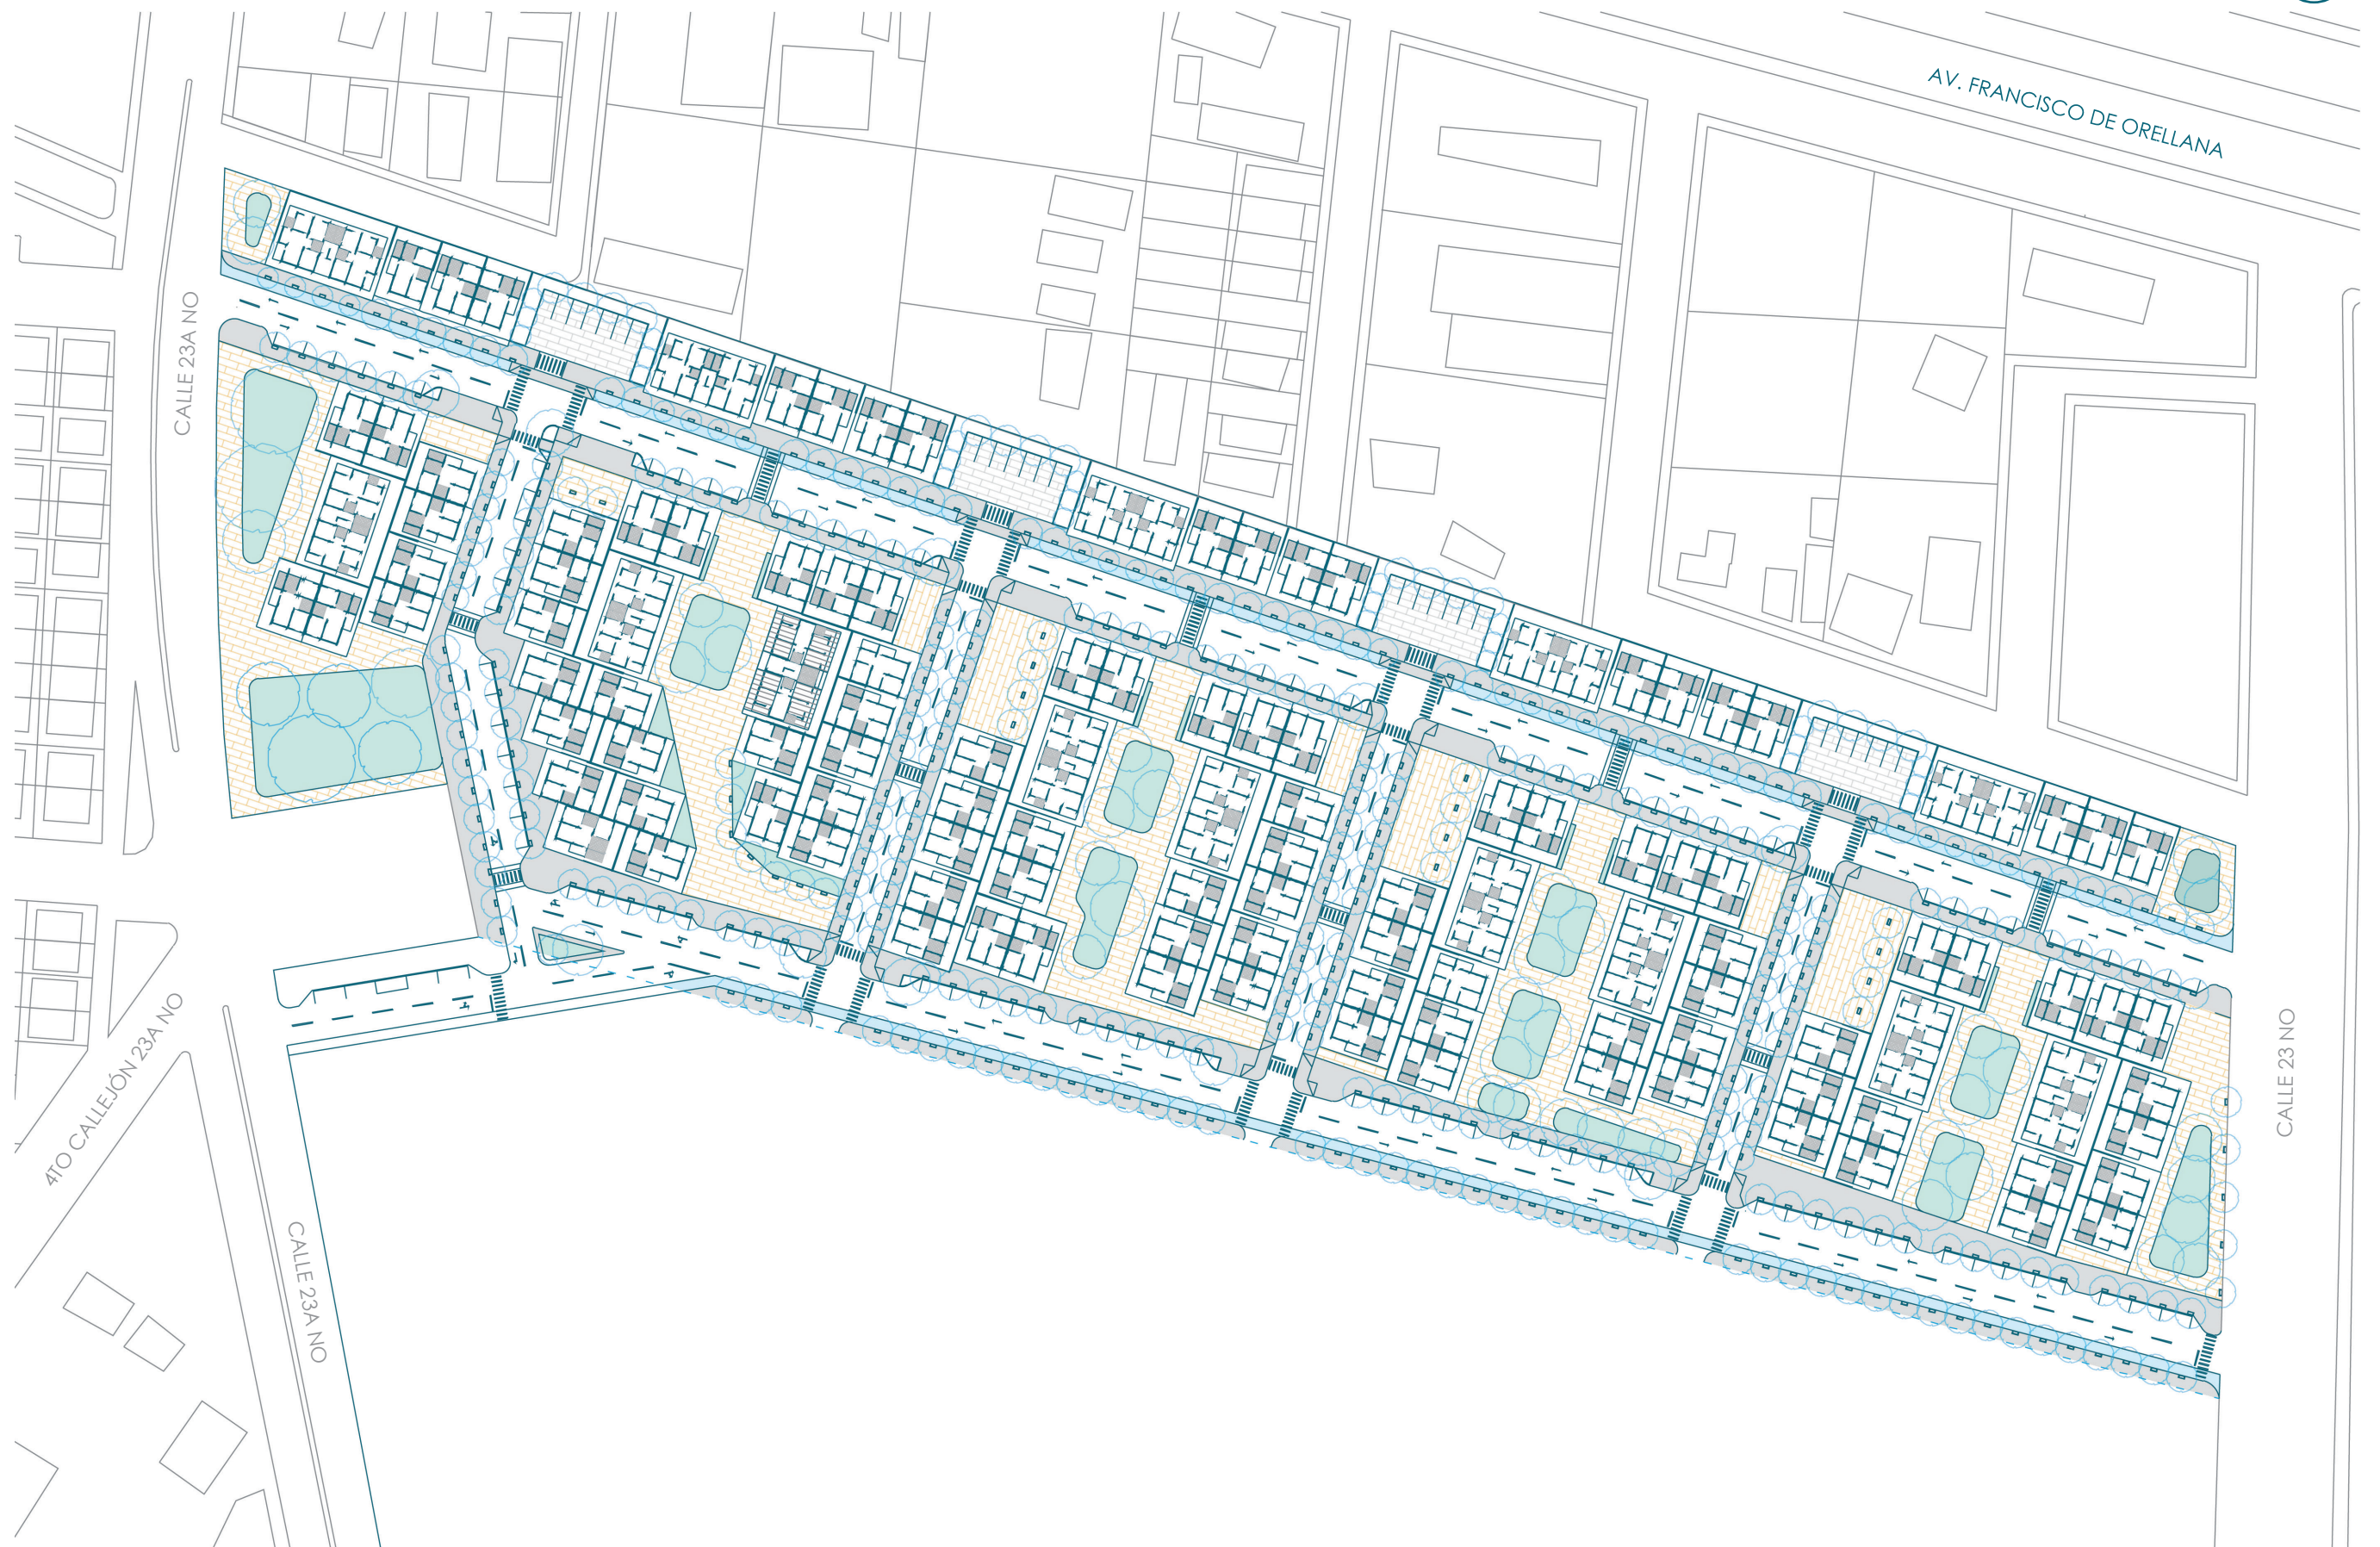 AV. FRANCISCO DE ORELLANA
CALLE 23A NO
CALLE 23 NO
4TO CALLEJÓN 23A NO
CALLE 23A NO